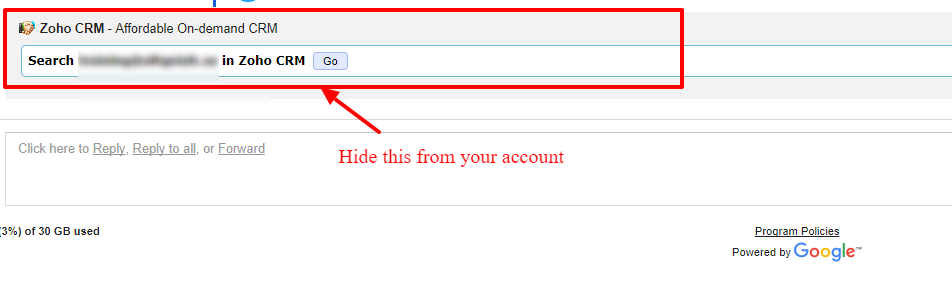 Zoho CRM - Affordable On-demand CRM
Search in Zoho CRM Go
Click here to Reply, Reply to all, or Forward
Hide this from your account
(3%) of 30 GB used
Program Policies
Powered by Google™